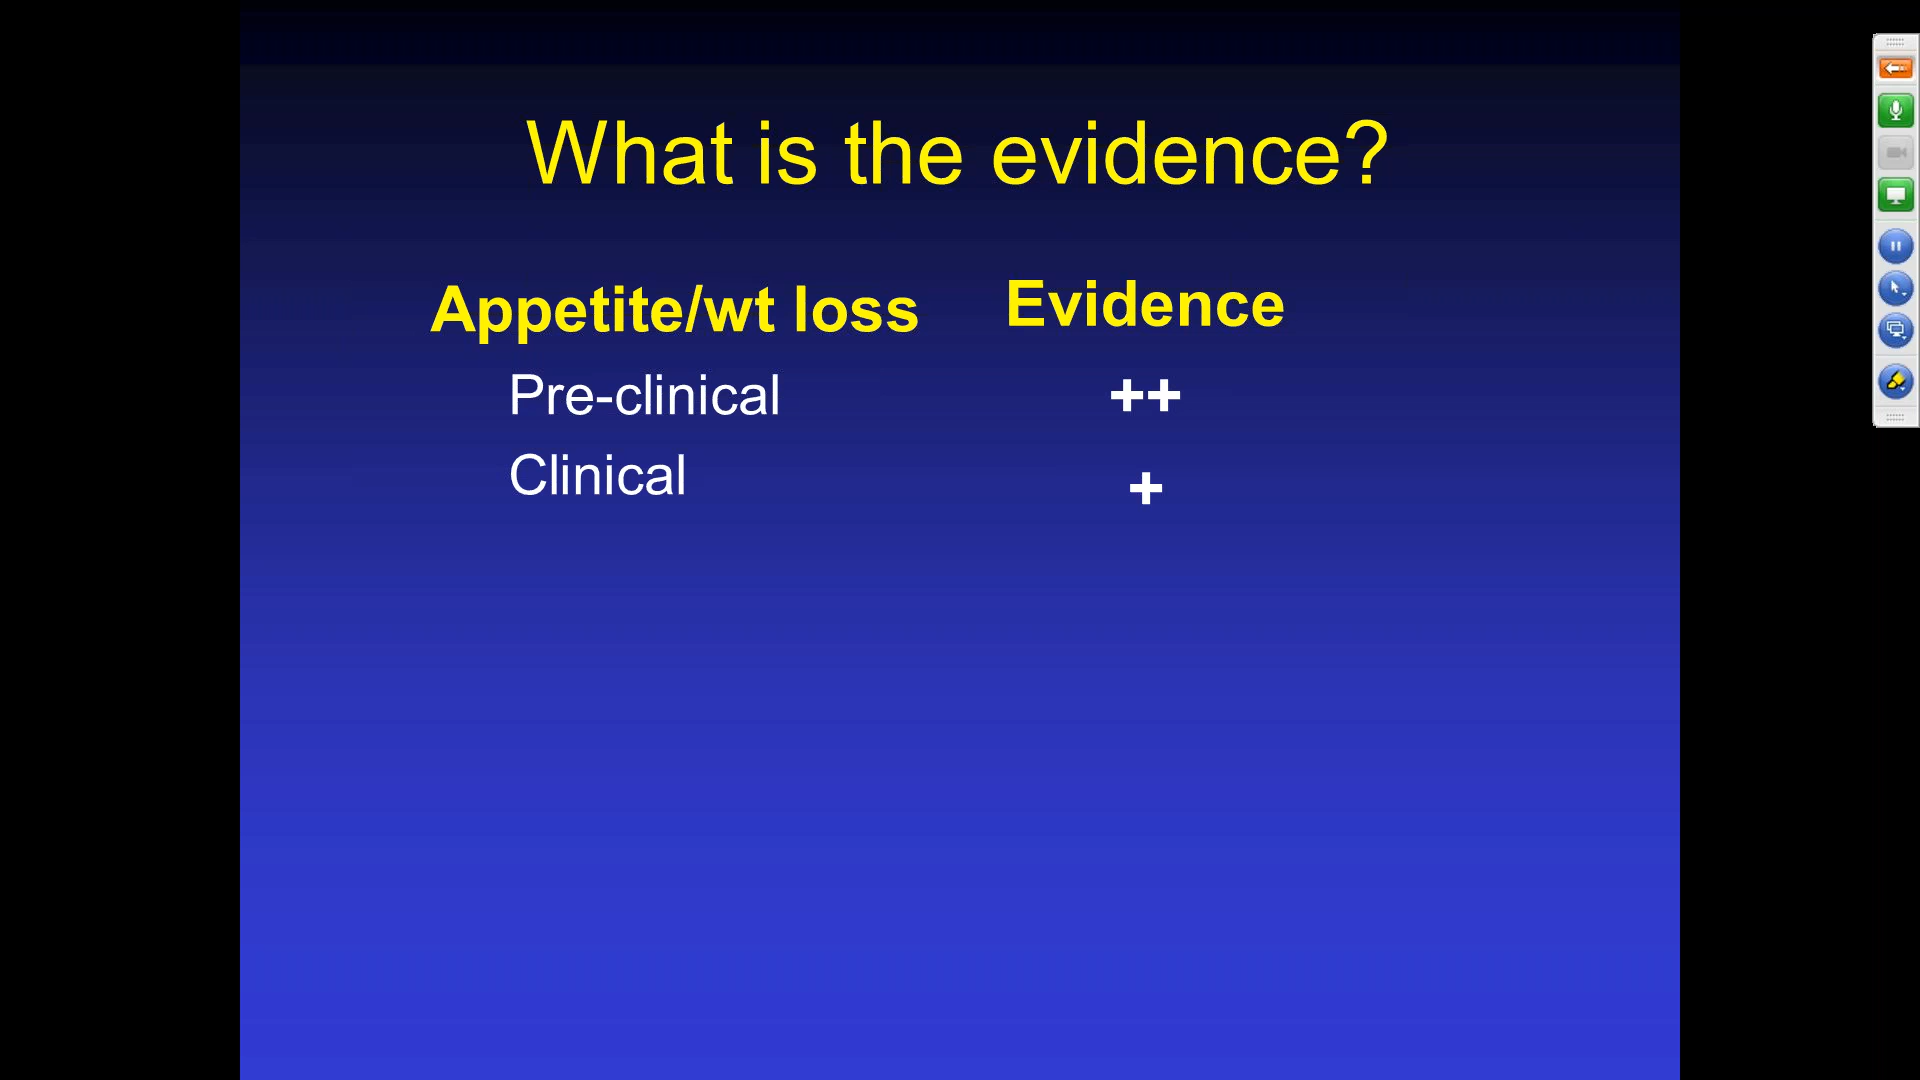 What is the evidence?
Appetite/wt loss Evidence
Pre-clinical ++
Clinical +